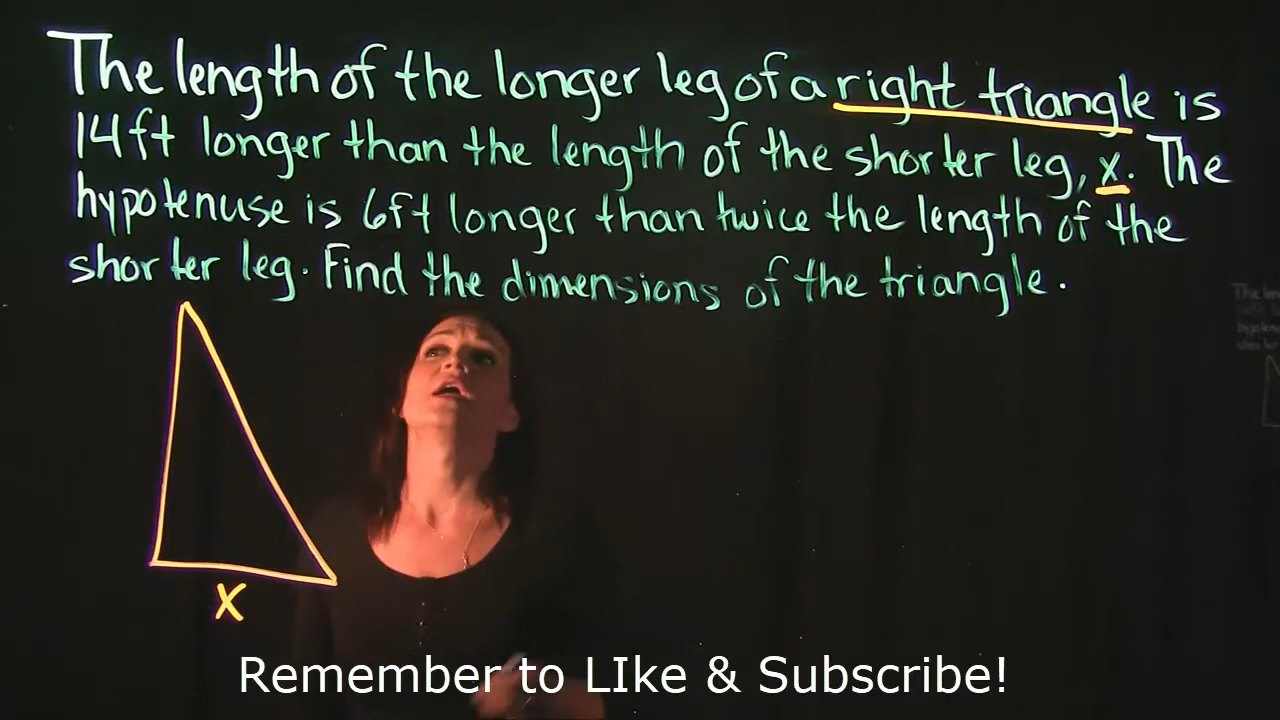 The length of the longer leg of a right triangle is
14ft longer than the length of the shorter leg, x. The
hypotenuse is 6ft longer than twice the length of the
shorter leg. Find the dimensions of the triangle.
x
Remember to LIke & Subscribe!